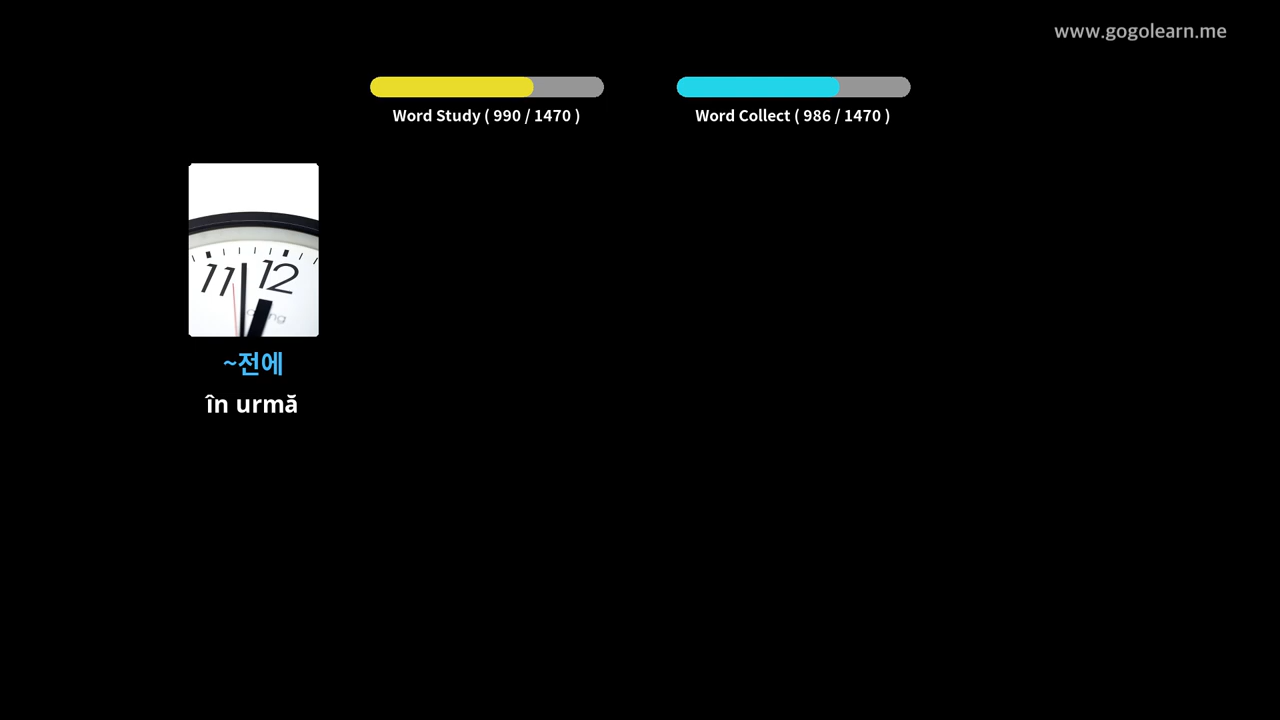 www.gogolearn.me
Word Study ( 990 / 1470 )
Word Collect ( 986 / 1470 )
11 12
~전에
în urmă